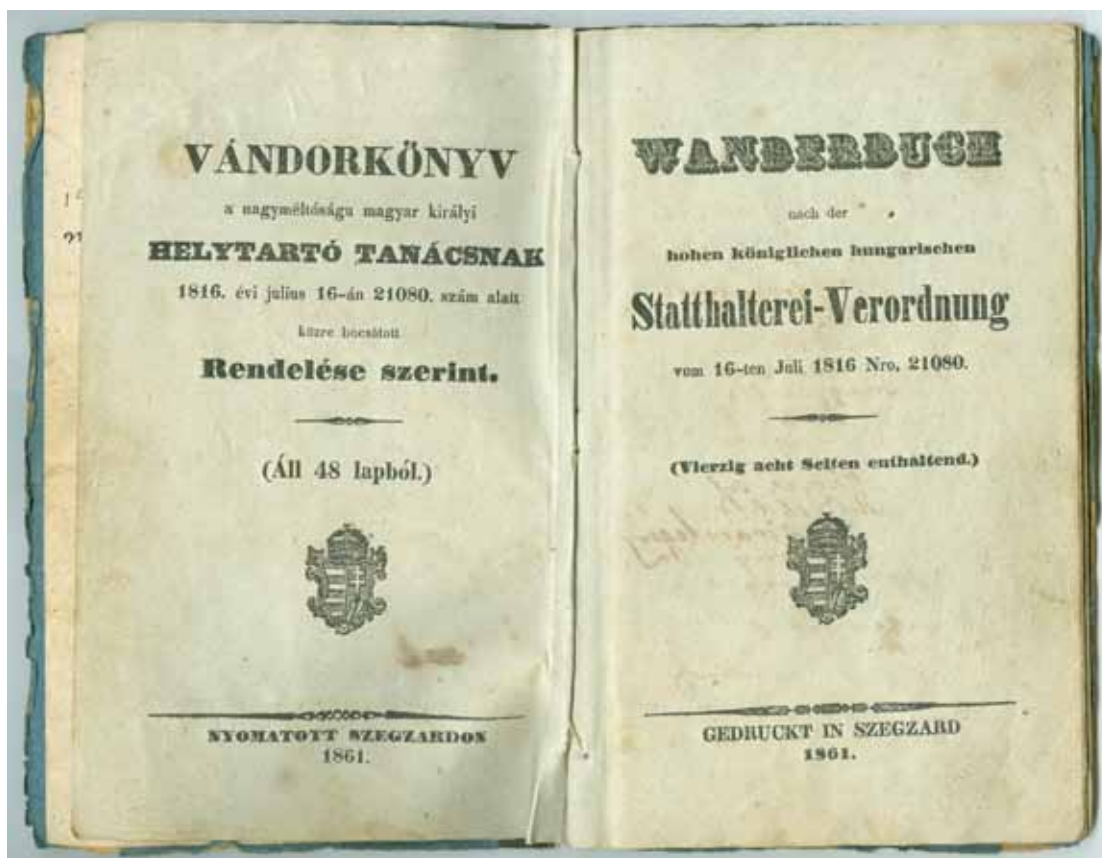 VÁNDORKÖNYV
a nagyméltóságu magyar királyi
HELYTARTÓ TANÁCSNAK
1816. évi julius 16-án 21080. szám alatt
közre bocsátott
Rendelése szerint.
(Áll 48 lapból.)
NYOMATOTT SZEGZARDON
1861.
WANDERBUCH
nach der
hohen königlichen hungarischen
Statthalterei-Verordnung
vom 16-ten Juli 1816 Nro, 21080.
(Vierzig acht Seiten enthaltend.)
GEDRUCKT IN SZEGZARD
1861.